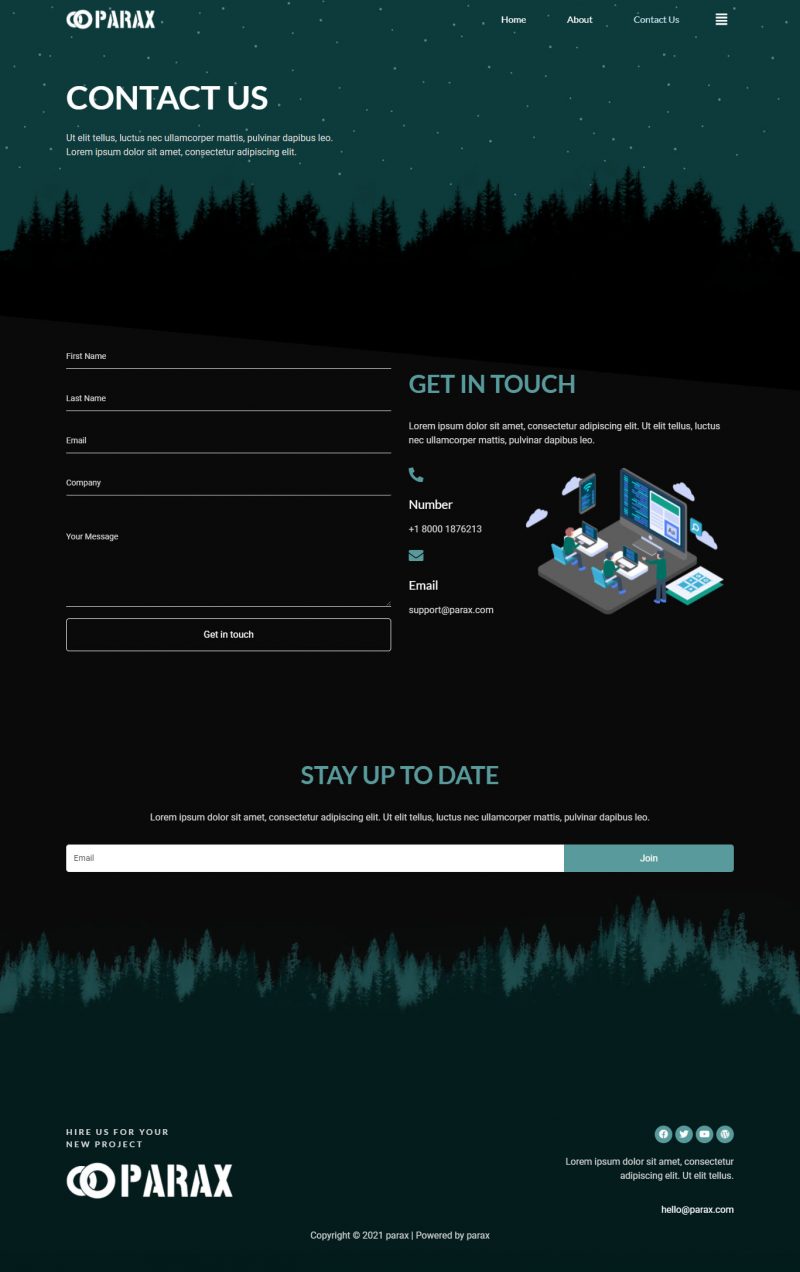 PARAX
Home
About
Contact Us
CONTACT US
Ut elit tellus, luctus nec ullamcorper mattis, pulvinar dapibus leo.
Lorem ipsum dolor sit amet, consectetur adipiscing elit.
First Name
Last Name
Email
Company
Your Message
Get in touch
GET IN TOUCH
Lorem ipsum dolor sit amet, consectetur adipiscing elit. Ut elit tellus, luctus
nec ullamcorper mattis, pulvinar dapibus leo.
Number
+1 8000 1876213
Email
support@parax.com
STAY UP TO DATE
Lorem ipsum dolor sit amet, consectetur adipiscing elit. Ut elit tellus, luctus nec ullamcorper mattis, pulvinar dapibus leo.
Email
Join
HIRE US FOR YOUR
NEW PROJECT
PARAX
Lorem ipsum dolor sit amet, consectetur
adipiscing elit. Ut elit tellus.
hello@parax.com
Copyright © 2021 parax | Powered by parax